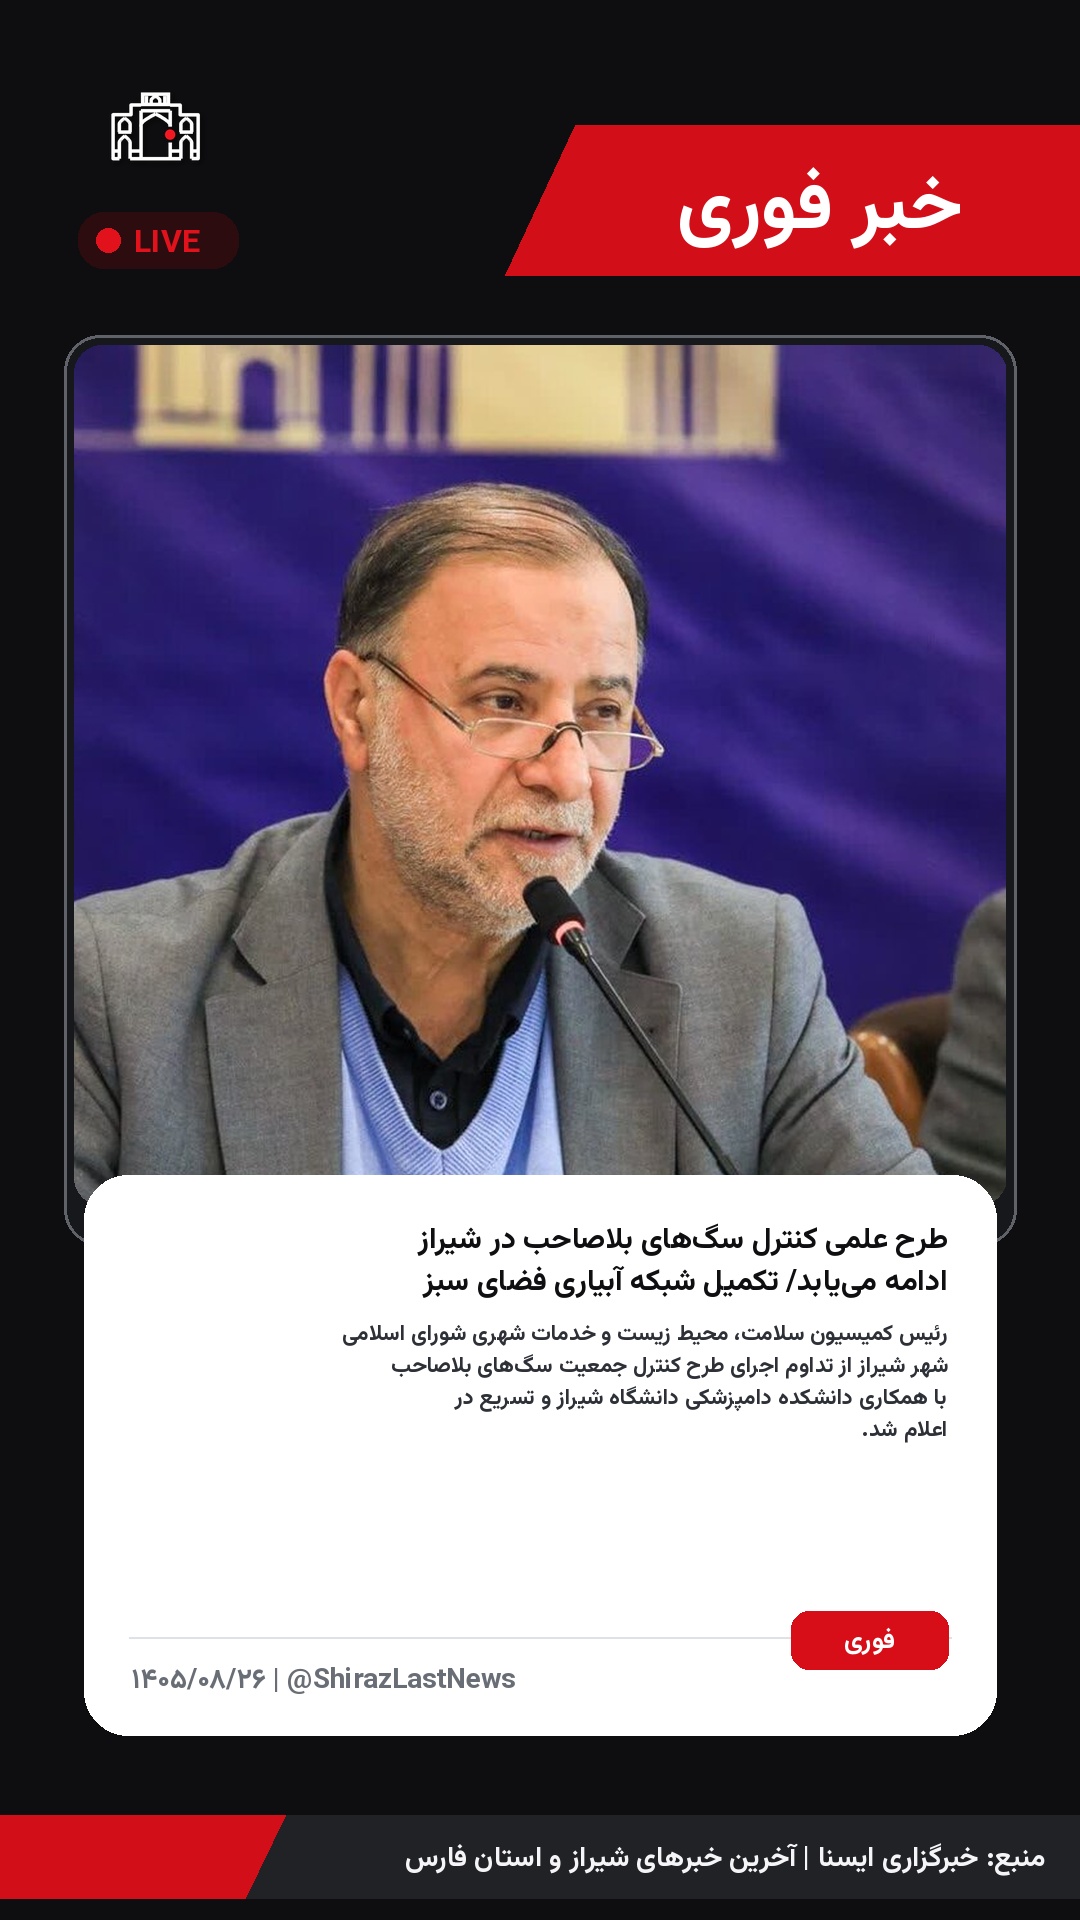 خبر فوری
LIVE
طرح علمی کنترل سگ‌های بلاصاحب در شیراز
ادامه می‌یابد/ تکمیل شبکه آبیاری فضای سبز
رئیس کمیسیون سلامت، محیط زیست و خدمات شهری شورای اسلامی
شهر شیراز از تداوم اجرای طرح کنترل جمعیت سگ‌های بلاصاحب
با همکاری دانشکده دامپزشکی دانشگاه شیراز و تسریع در
اعلام شد.
فوری
۱۴۰۵/۰۸/۲۶ | @ShirazLastNews
منبع: خبرگزاری ایسنا | آخرین خبرهای شیراز و استان فارس